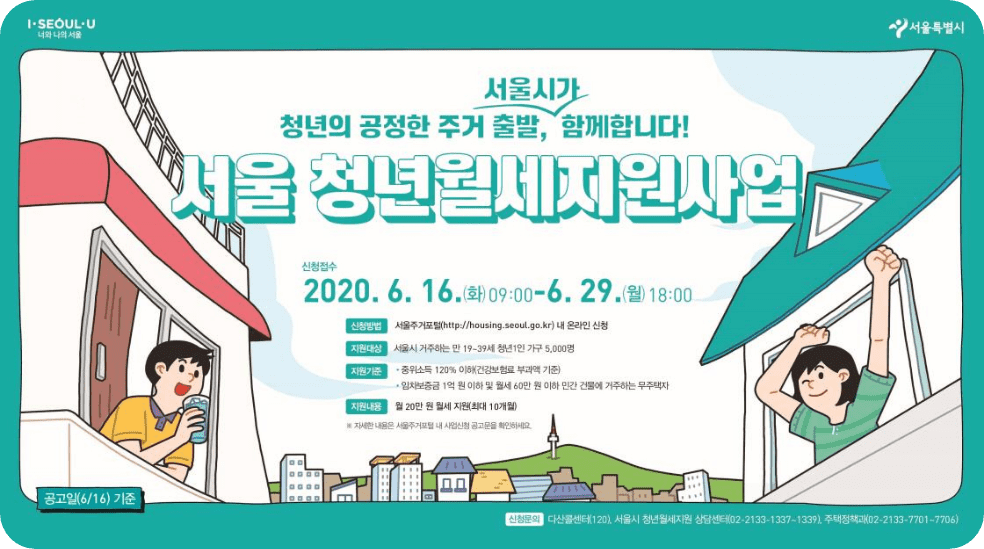 I·SEOUL·U
너와 나의 서울
서울특별시
서울시가
청년의 공정한 주거 출발, 함께합니다!
서울 청년월세지원사업
신청접수
2020. 6. 16.(화) 09:00-6. 29.(월) 18:00
신청방법 서울주거포털(http://housing.seoul.go.kr) 내 온라인 신청
지원대상 서울시 거주하는 만 19~39세 청년1인 가구 5,000명
지원기준 · 중위소득 120% 이하(건강보험료 부과액 기준)
· 임차보증금 1억 원 이하 및 월세 60만 원 이하 민간 건물에 거주하는 무주택자
지원내용 월 20만 원 월세 지원(최대 10개월)
※ 자세한 내용은 서울주거포털 내 사업신청 공고문을 확인하세요.
공고일(6/16) 기준
신청문의 다산콜센터(120), 서울시 청년월세지원 상담센터(02-2133-1337~1339), 주택정책과(02-2133-7701~7706)